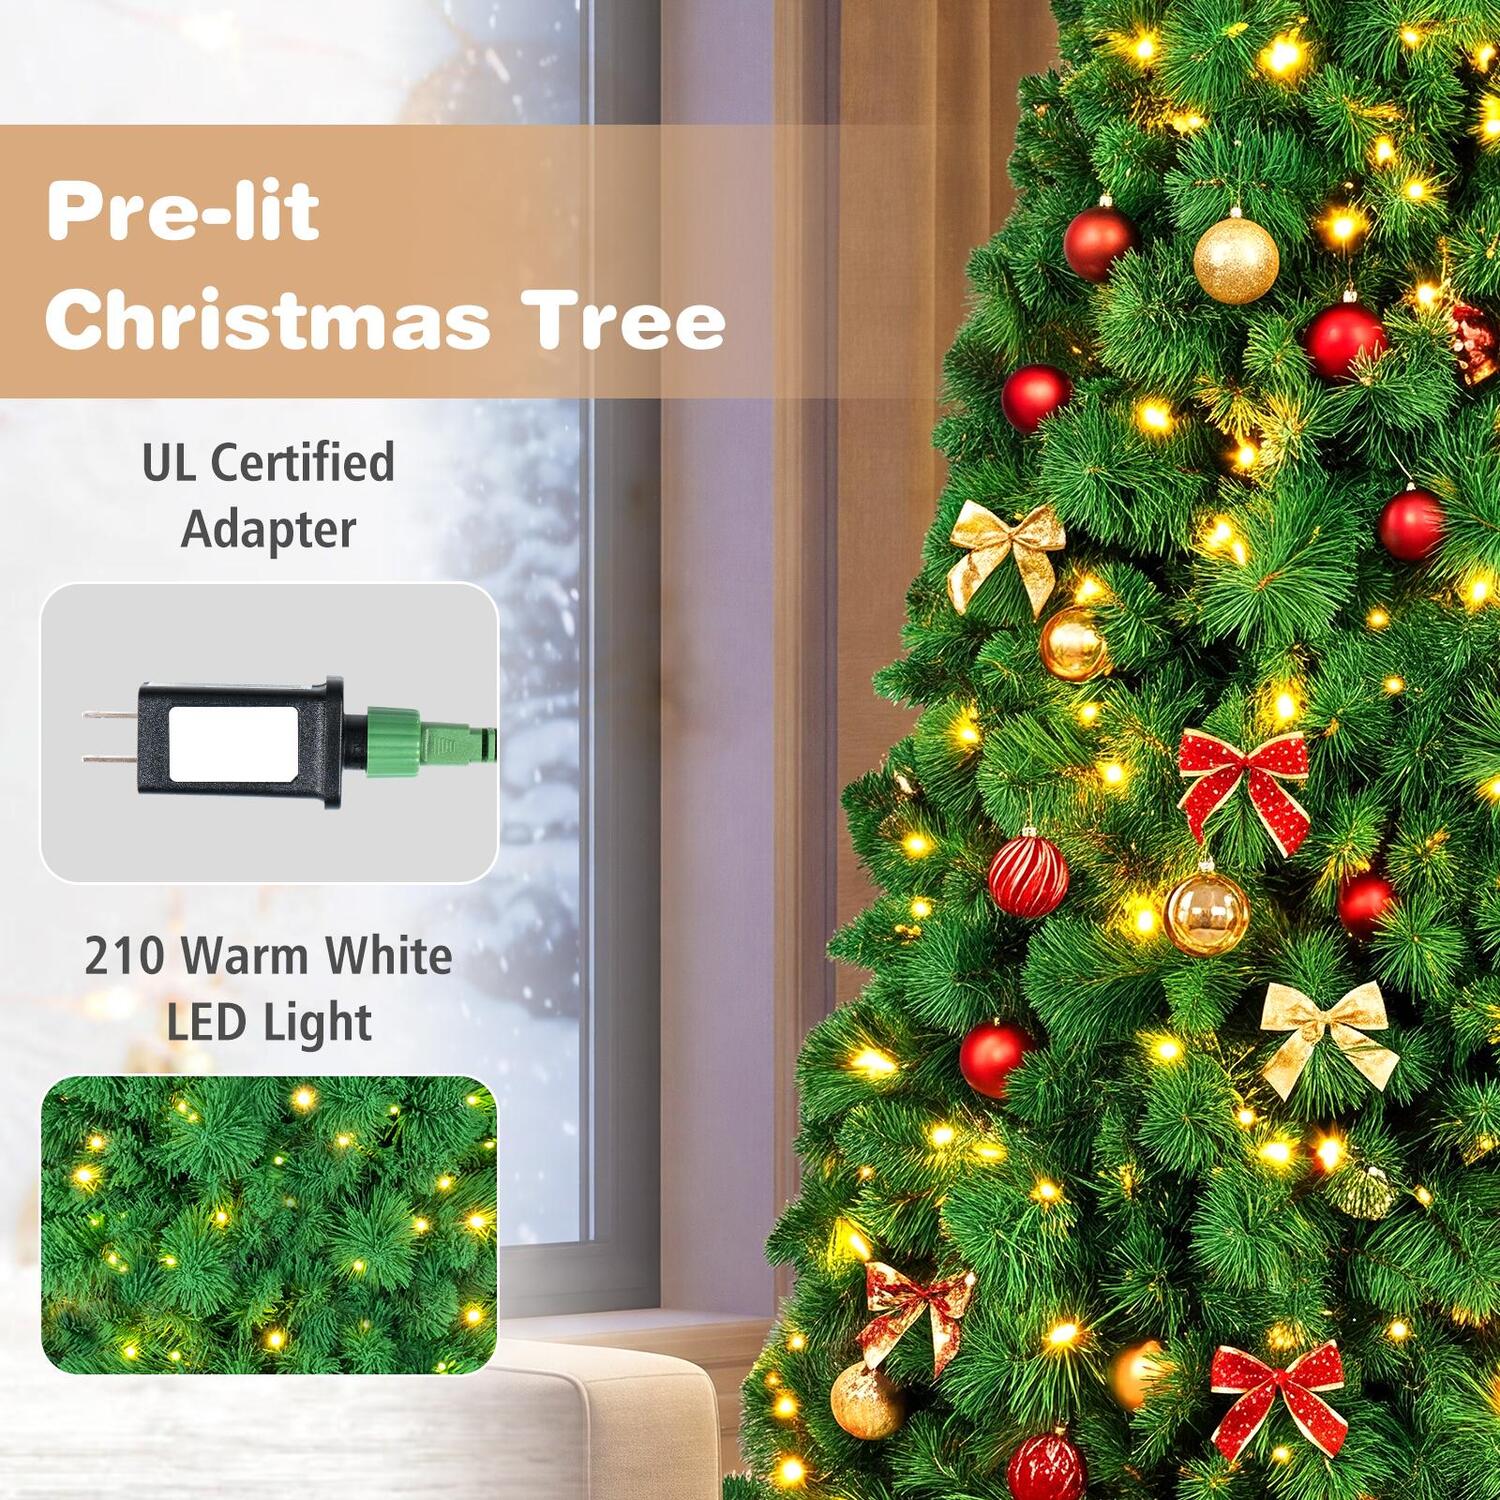 Pre-lit
Christmas Tree
UL Certified
Adapter
210 Warm White
LED Light